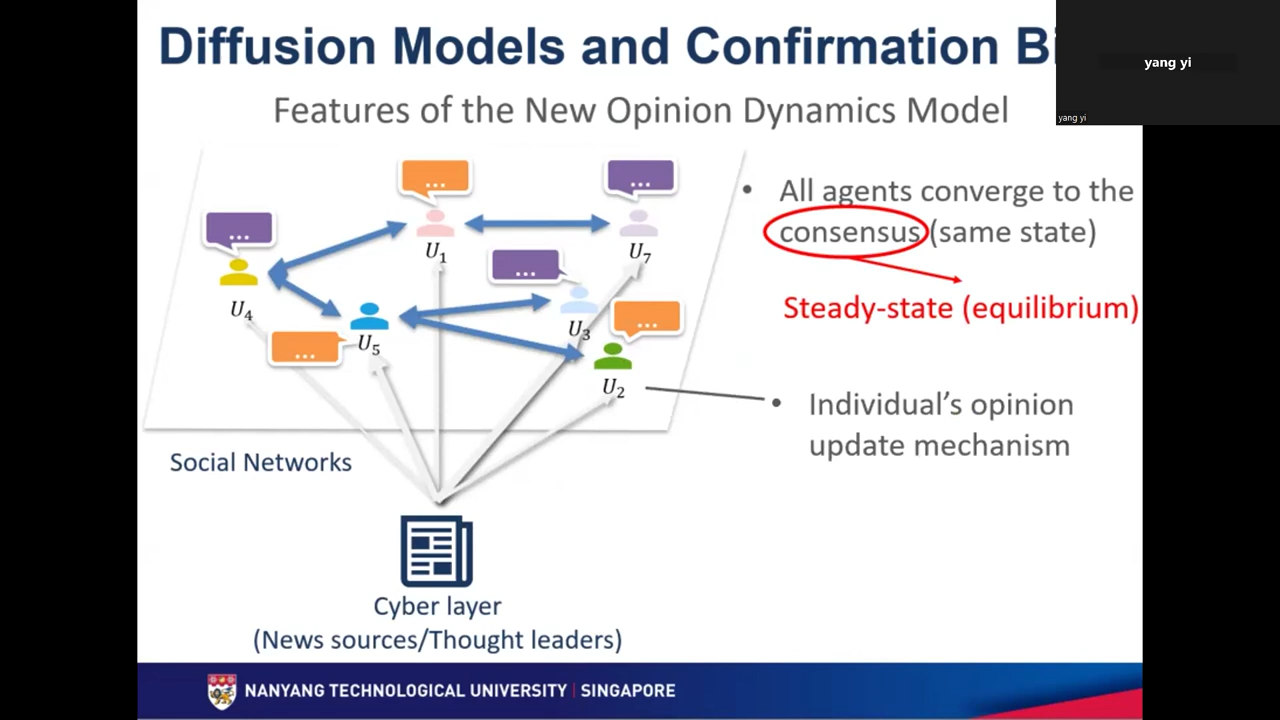 Diffusion Models and Confirmation Bi
yang yi
yang yi
Features of the New Opinion Dynamics Model
• All agents converge to the
consensus (same state)
Steady-state (equilibrium)
• Individual’s opinion
update mechanism
...
...
...
...
...
...
U1
U7
U4
U3
U5
U2
Social Networks
Cyber layer
(News sources/Thought leaders)
NANYANG TECHNOLOGICAL UNIVERSITY | SINGAPORE